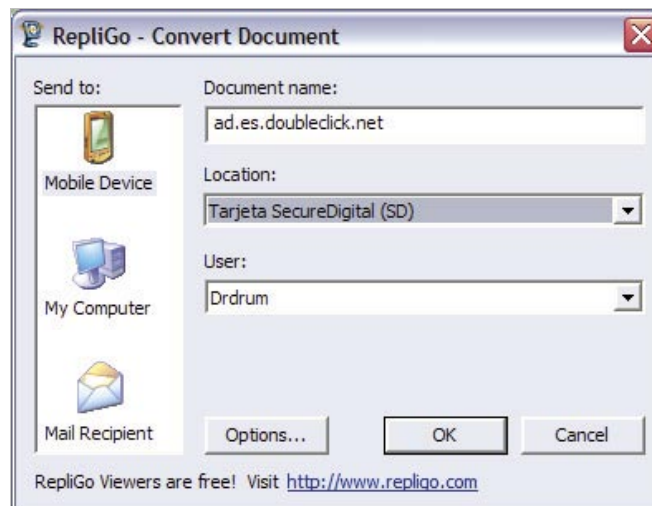 RepliGo - Convert Document
Send to:
Mobile Device
My Computer
Mail Recipient
Document name:
ad.es.doubleclick.net
Location:
Tarjeta SecureDigital (SD)
User:
Drdrum
Options...
OK
Cancel
RepliGo Viewers are free! Visit http://www.repligo.com